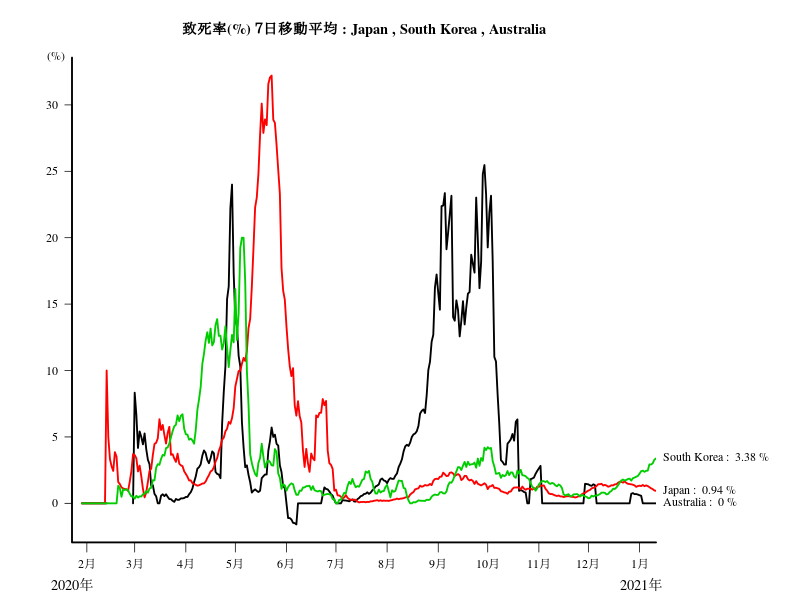 致死率(%) 7日移動平均 : Japan , South Korea , Australia
(%)
30
25
20
15
10
5
0
South Korea : 3.38 %
Japan : 0.94 %
Australia : 0 %
2月 3月 4月 5月 6月 7月 8月 9月 10月 11月 12月 1月
2020年 2021年